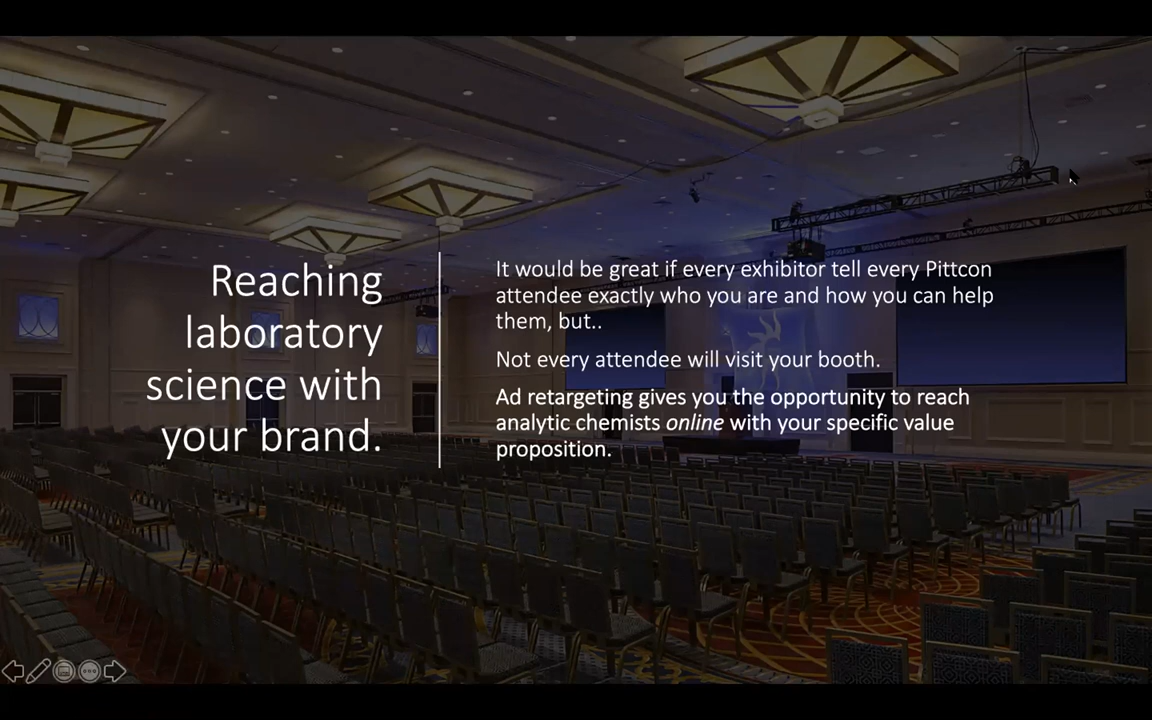 Reaching
laboratory
science with
your brand.
It would be great if every exhibitor tell every Pittcon
attendee exactly who you are and how you can help
them, but..
Not every attendee will visit your booth.
Ad retargeting gives you the opportunity to reach
analytic chemists online with your specific value
proposition.